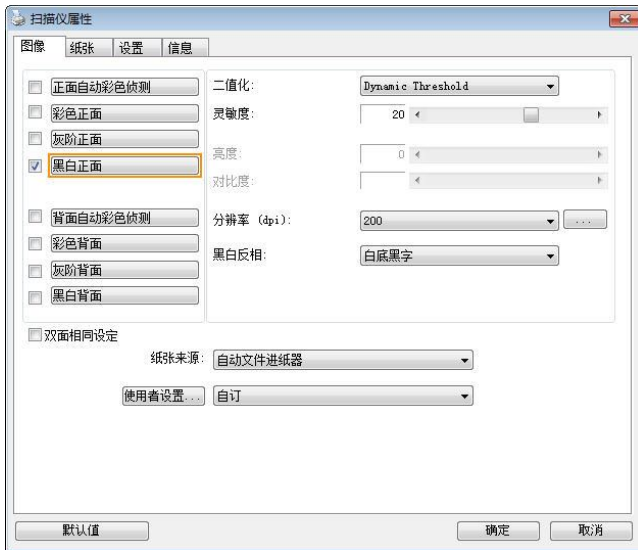 扫描仪属性
图像 纸张 设置 信息
正面自动彩色侦测 二值化: Dynamic Threshold
彩色正面 灵敏度: 20
灰阶正面
亮度: 0
黑白正面
对比度:
背面自动彩色侦测 分辨率 (dpi): 200 ...
彩色背面
黑白反相: 白底黑字
灰阶背面
黑白背面
双面相同设定
纸张来源: 自动文件进纸器
使用者设置... 自订
默认值 确定 取消